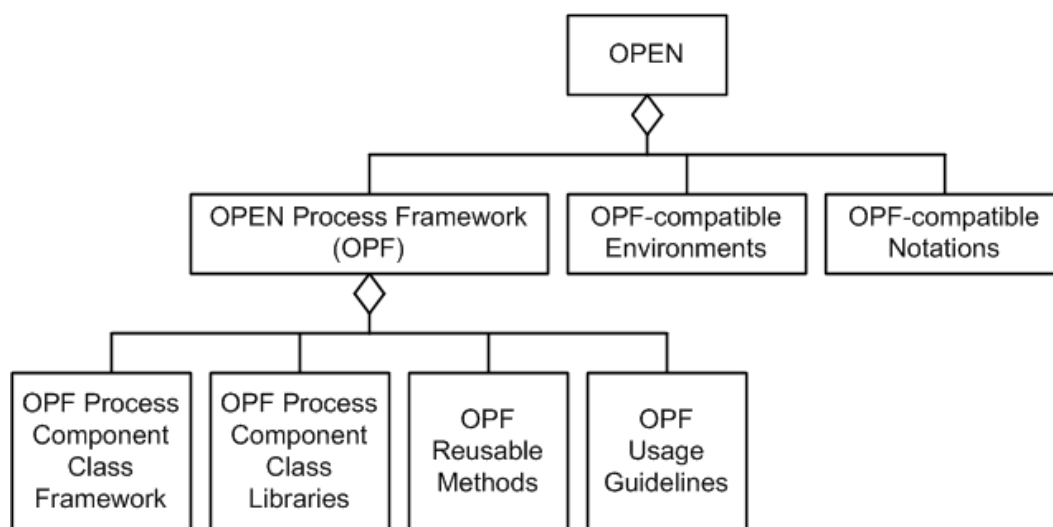 OPEN
OPEN Process Framework
(OPF)
OPF-compatible
Environments
OPF-compatible
Notations
OPF Process
Component
Class
Framework
OPF Process
Component
Class
Libraries
OPF
Reusable
Methods
OPF
Usage
Guidelines